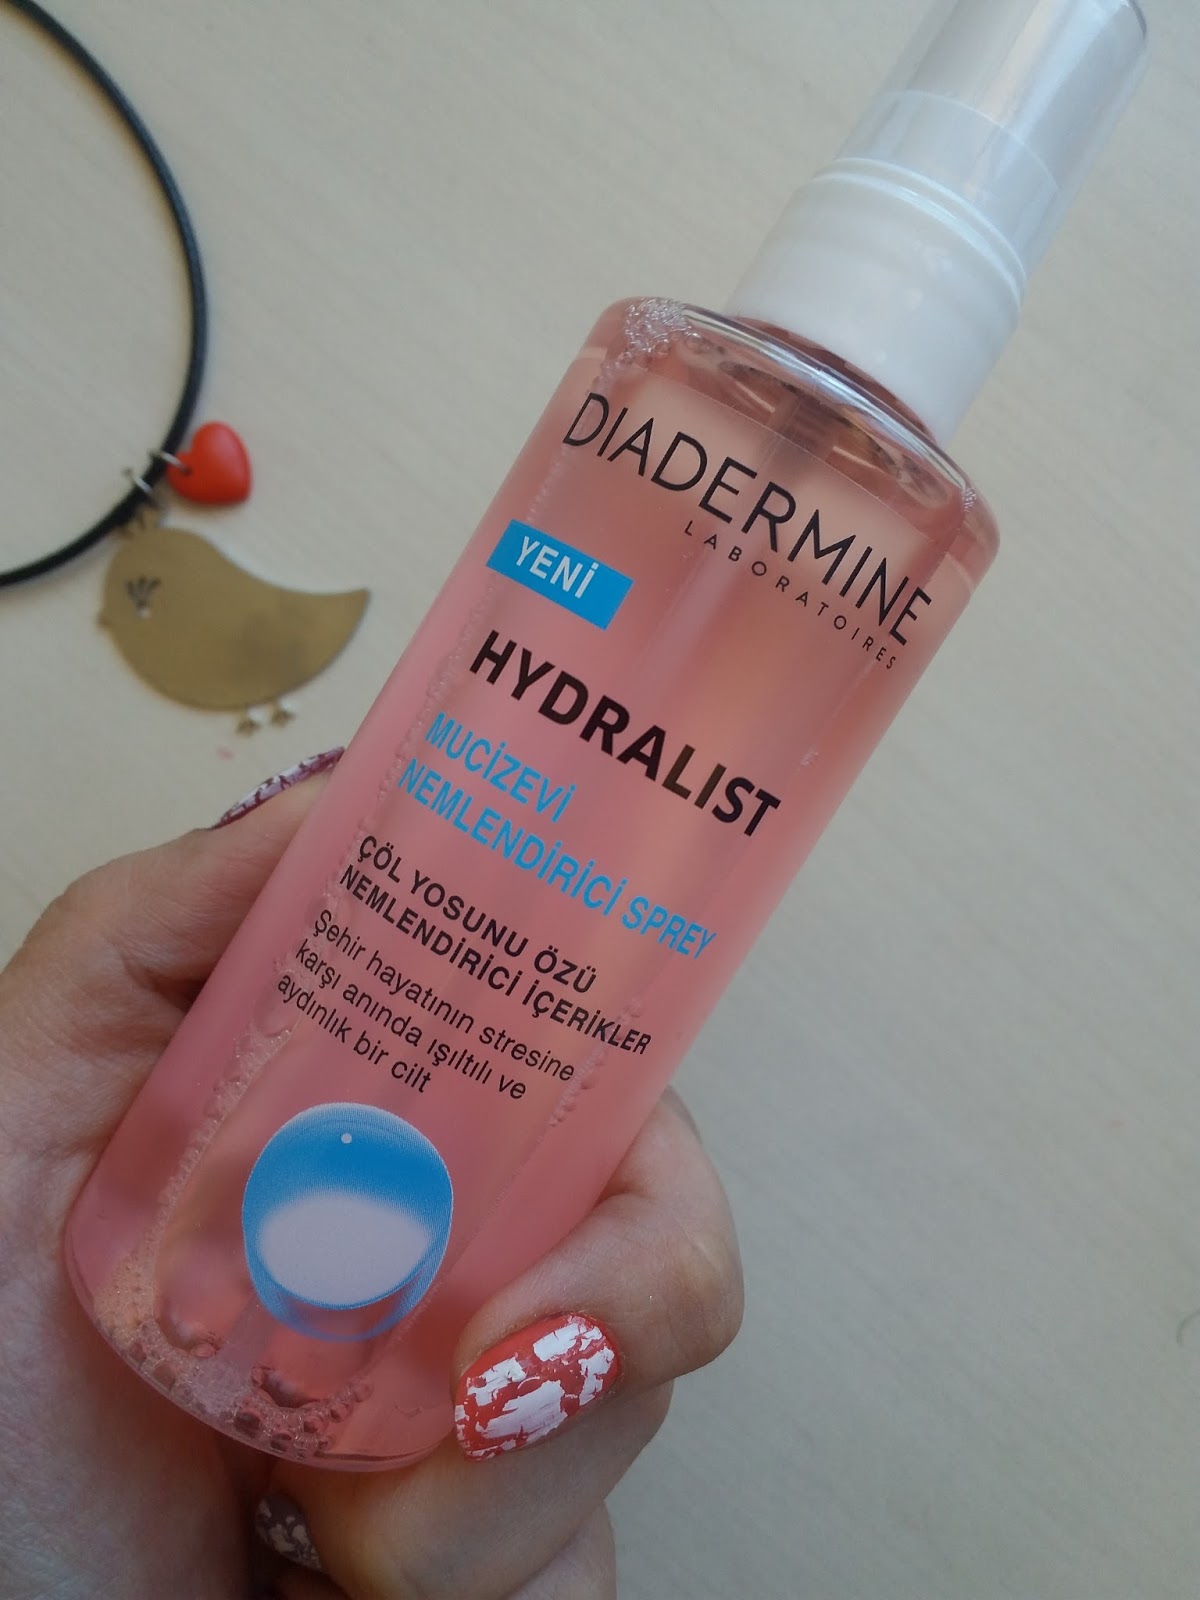 DIADERMINE
LABORATOIRES
YENİ
HYDRALIST
MUCİZEVİ
NEMLENDİRİCİ SPREY
ÇÖL YOSUNU ÖZÜ
NEMLENDİRİCİ İÇERİKLER
Şehir hayatının stresine
karşı anında ışıltılı ve
aydınlık bir cilt